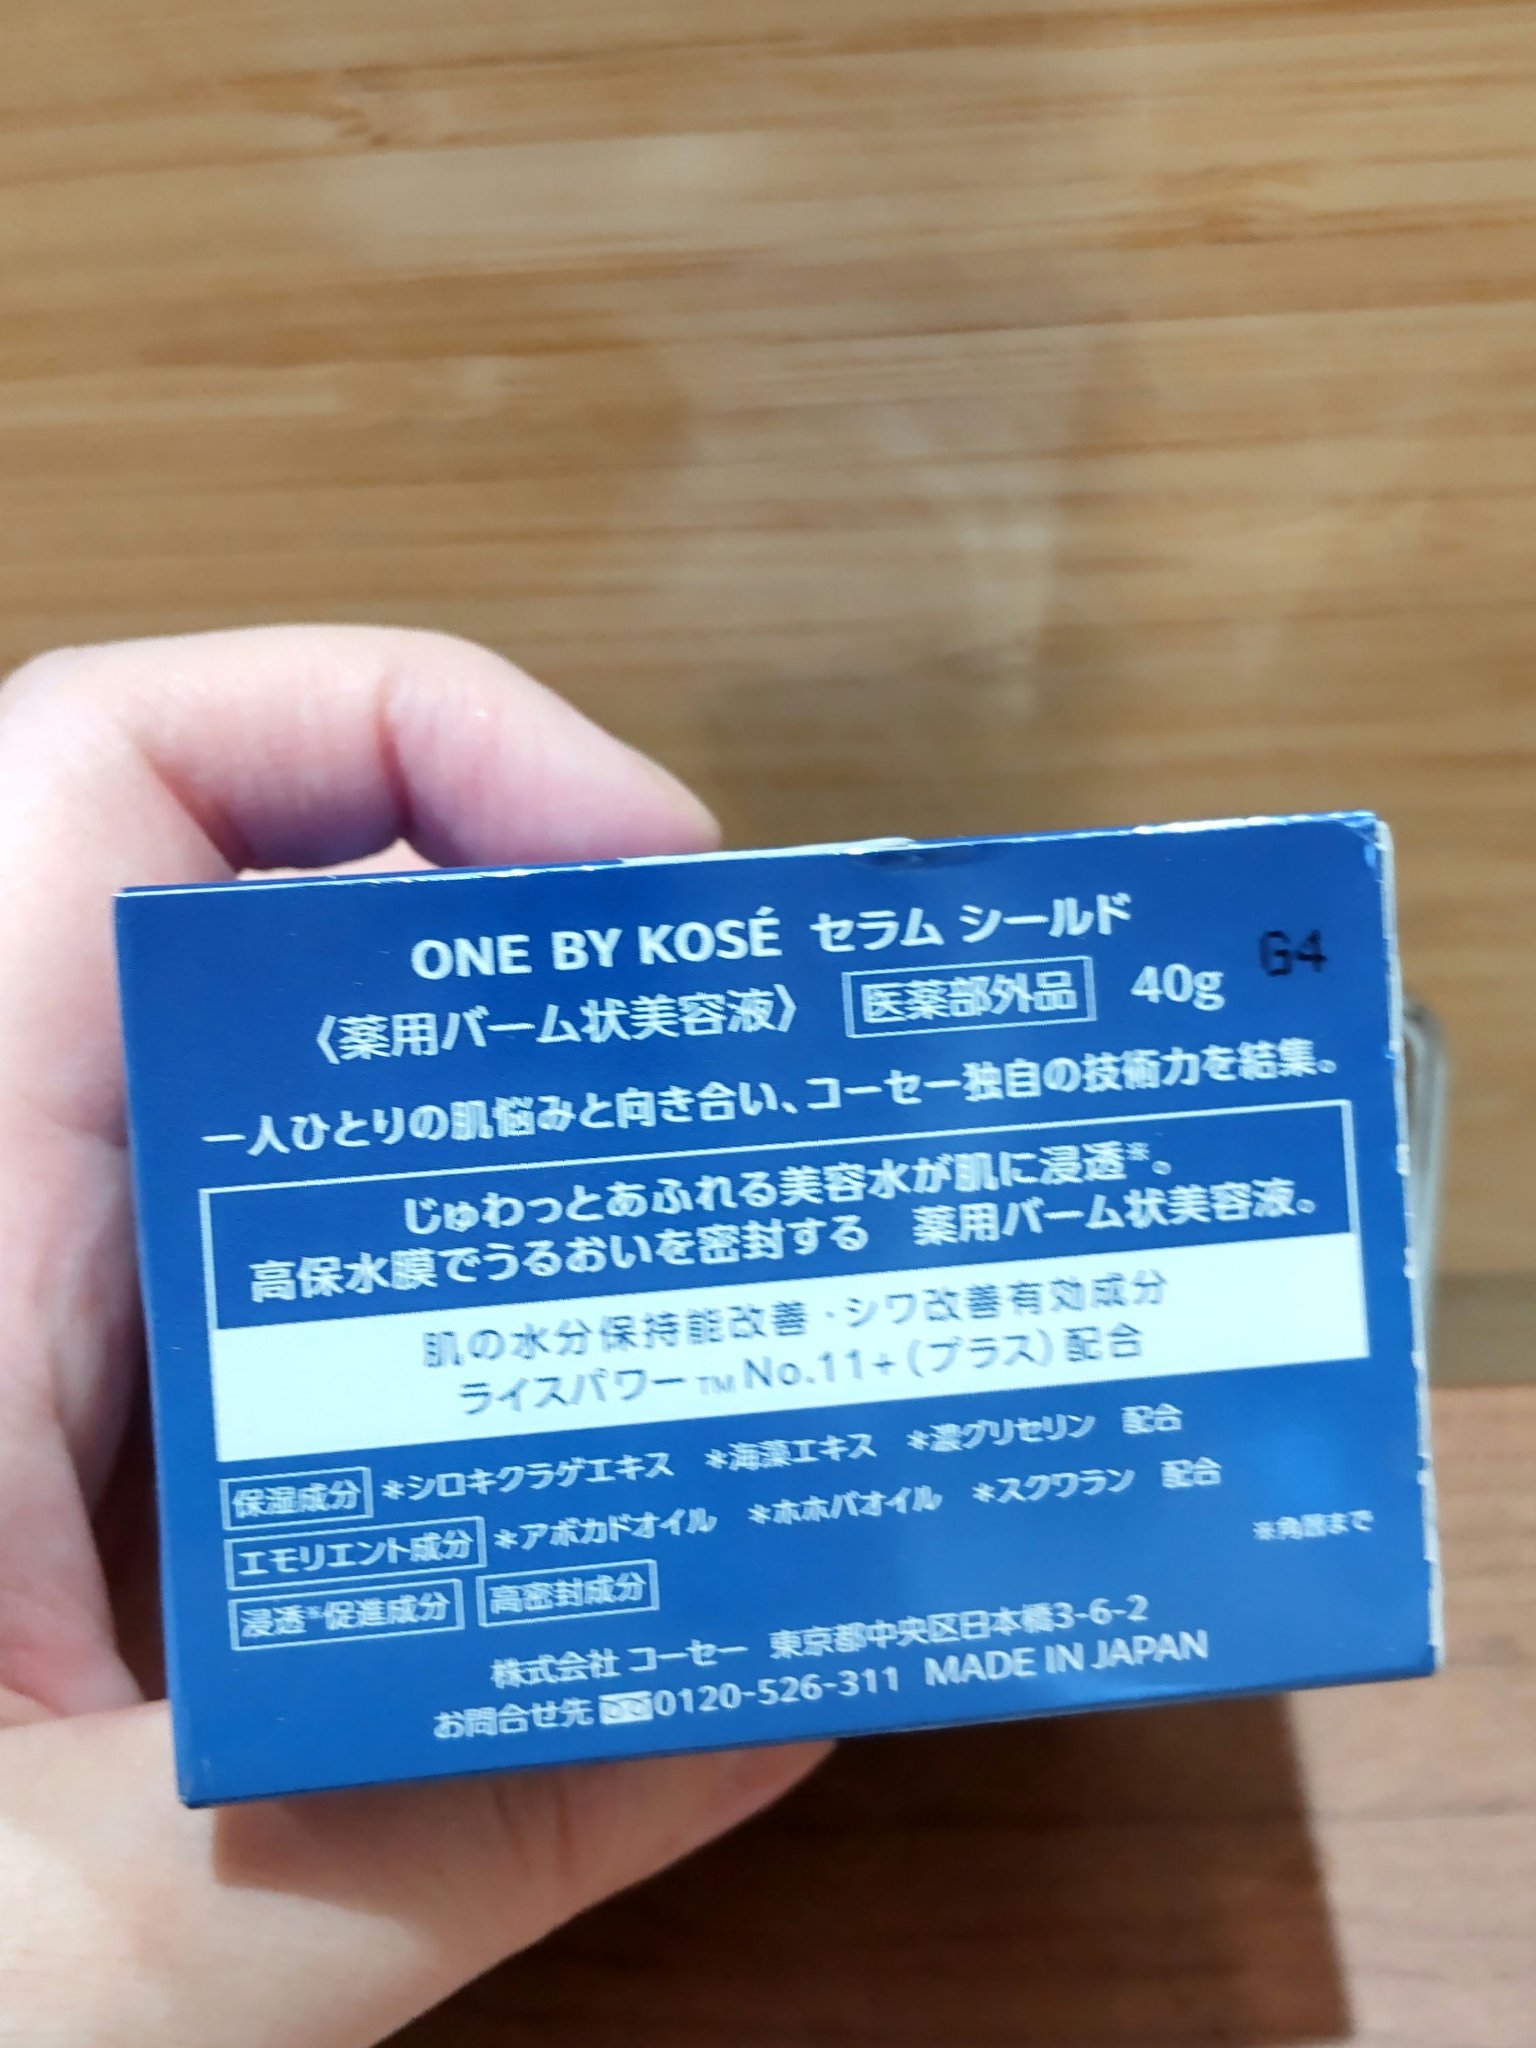 ONE BY KOSÉ セラム シールド
〈薬用バーム状美容液〉 医薬部外品 40g G4
一人ひとりの肌悩みと向き合い、コーセー独自の技術力を結集。
じゅわっとあふれる美容水が肌に浸透※。
高保水膜でうるおいを密封する 薬用バーム状美容液。
肌の水分保持能改善・シワ改善有効成分
ライスパワー™No.11+(プラス)配合
保湿成分 *シロキクラゲエキス *海藻エキス *濃グリセリン 配合
エモリエント成分 *アボカドオイル *ホホバオイル *スクワラン 配合
浸透※促進成分 高密封成分 ※角層まで
株式会社 コーセー 東京都中央区日本橋3-6-2
お問合せ先 0120-526-311 MADE IN JAPAN